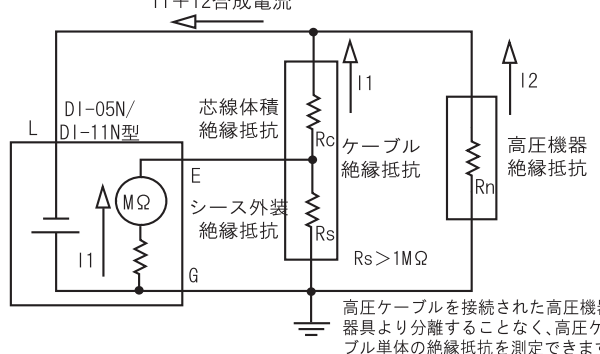 I1＋I2合成電流
DI-05N/
DI-11N型
L
芯線体積
絶縁抵抗
Rc
I1
ケーブル
絶縁抵抗
I2
高圧機器
絶縁抵抗
Rn
E
MΩ
シース外装
絶縁抵抗
Rs
I1
G
Rs＞1MΩ
高圧ケーブルを接続された高圧機
器具より分離することなく、高圧ケ
ブル単体の絶縁抵抗を測定できま